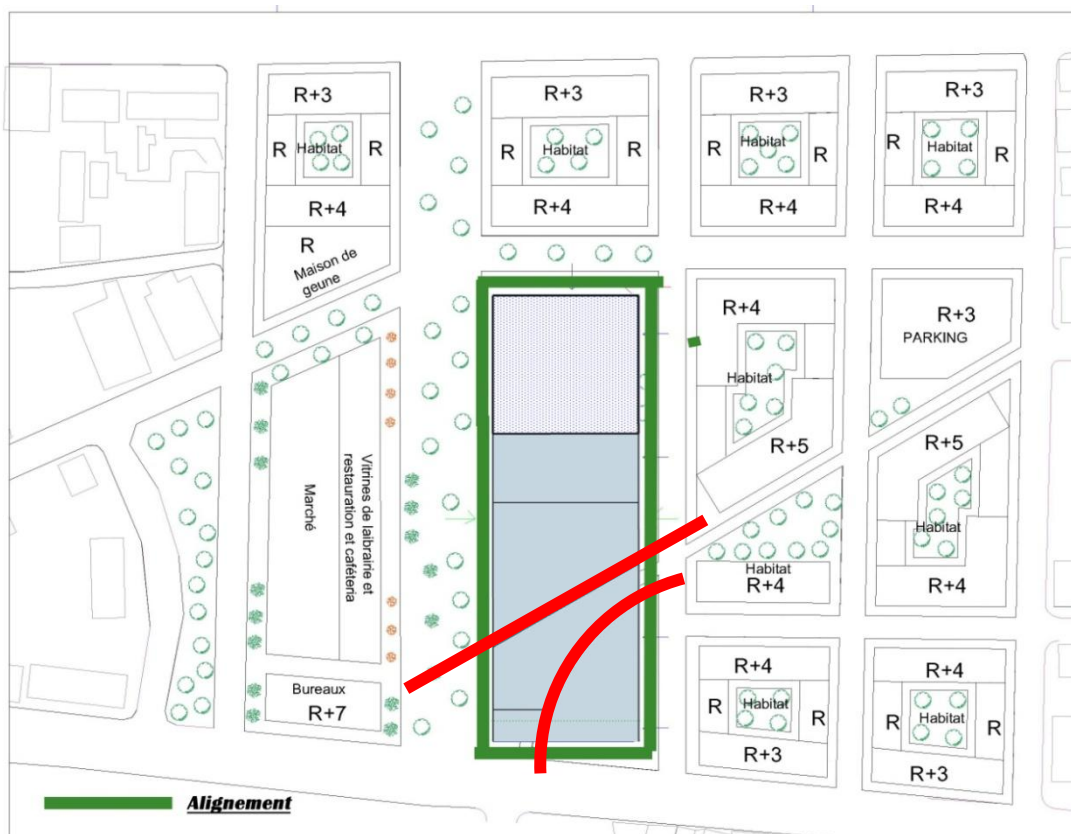 R+3
R+3
R+3
R+3
R
Habitat
R
R
Habitat
R
R
Habitat
R
R
Habitat
R
R+4
R+4
R+4
R+4
R
Maison de
geune
R+4
R+3
PARKING
Habitat
R+5
R+5
Marché
Vitrines de laibrairie et
restauration et caféteria
Habitat
Habitat
R+4
R+4
Bureaux
R+7
R+4
R+4
R
Habitat
R
R
Habitat
R
R+3
R+3
Alignement